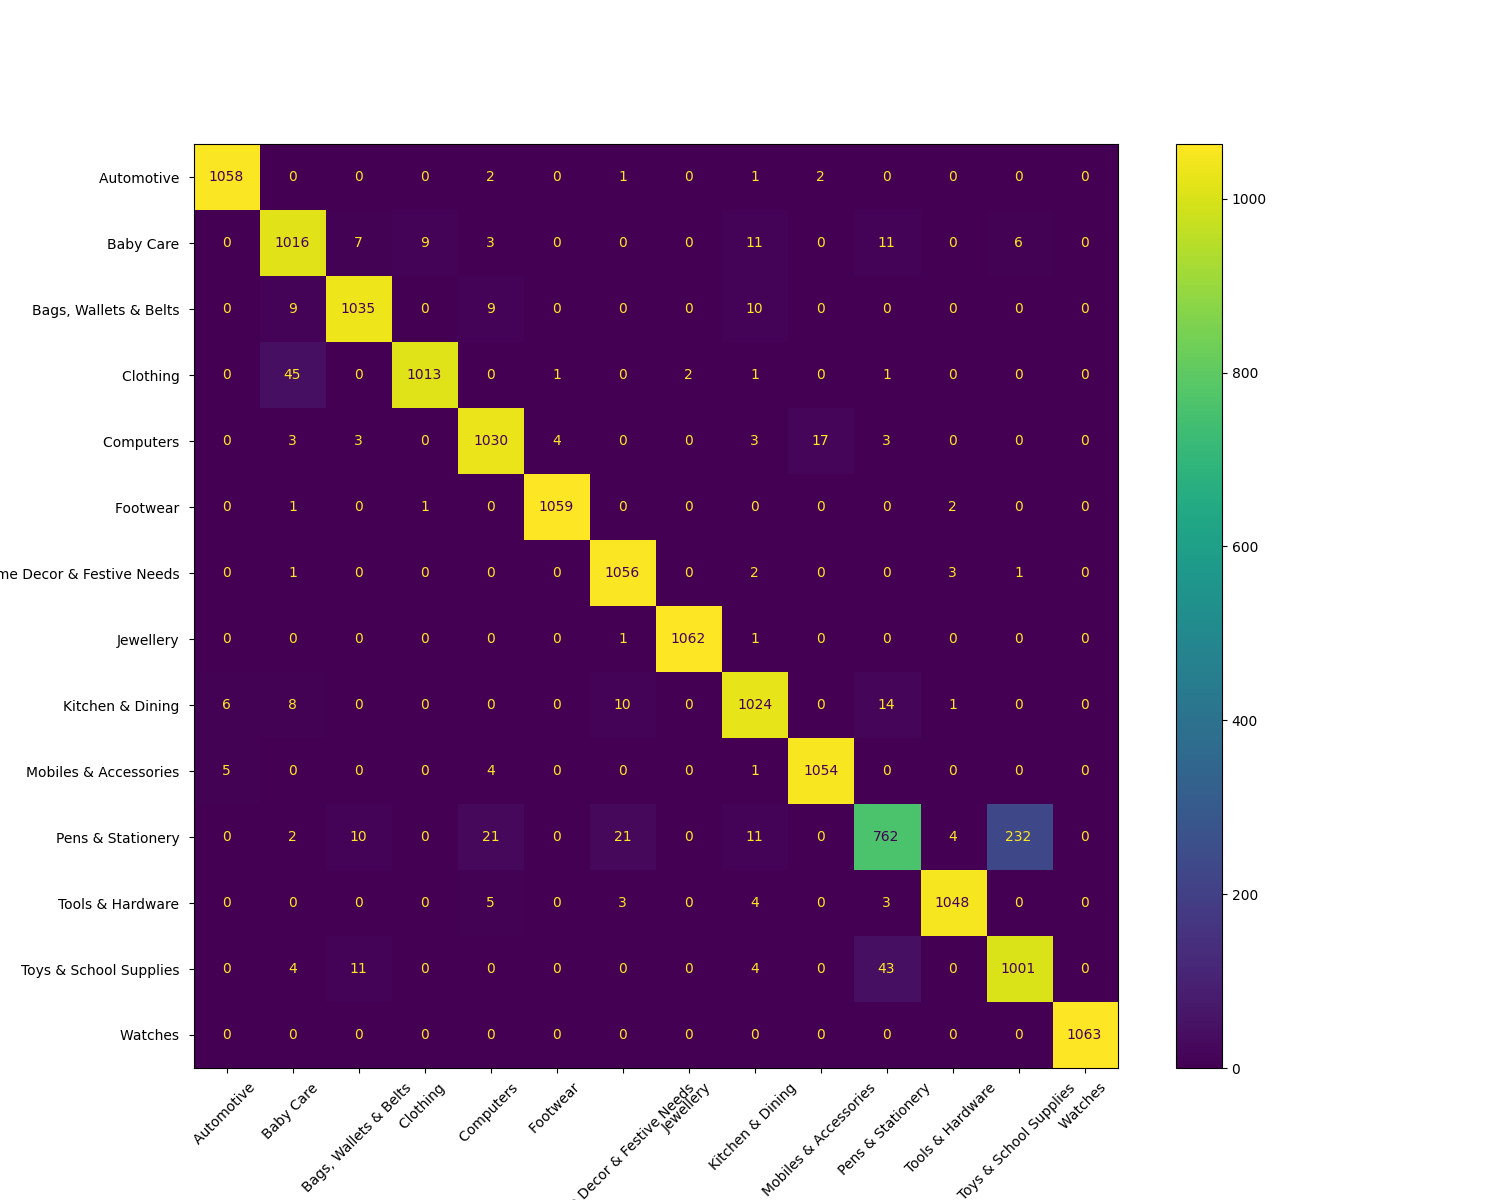 Automotive 1058 0 0 0 2 0 1 0 1 2 0 0 0 0
Baby Care 0 1016 7 9 3 0 0 0 11 0 11 0 6 0
Bags, Wallets & Belts 0 9 1035 0 9 0 0 0 10 0 0 0 0 0
Clothing 0 45 0 1013 0 1 0 2 1 0 1 0 0 0
Computers 0 3 3 0 1030 4 0 0 3 17 3 0 0 0
Footwear 0 1 0 1 0 1059 0 0 0 0 0 2 0 0
me Decor & Festive Needs 0 1 0 0 0 0 1056 0 2 0 0 3 1 0
Jewellery 0 0 0 0 0 0 1 1062 1 0 0 0 0 0
Kitchen & Dining 6 8 0 0 0 0 10 0 1024 0 14 1 0 0
Mobiles & Accessories 5 0 0 0 4 0 0 0 1 1054 0 0 0 0
Pens & Stationery 0 2 10 0 21 0 21 0 11 0 762 4 232 0
Tools & Hardware 0 0 0 0 5 0 3 0 4 0 3 1048 0 0
Toys & School Supplies 0 4 11 0 0 0 0 0 4 0 43 0 1001 0
Watches 0 0 0 0 0 0 0 0 0 0 0 0 0 1063
Automotive
Baby Care
Bags, Wallets & Belts
Clothing
Computers
Footwear
Decor & Festive Needs
Jewellery
Kitchen & Dining
Mobiles & Accessories
Pens & Stationery
Tools & Hardware
Toys & School Supplies
Watches
1000
800
600
400
200
0